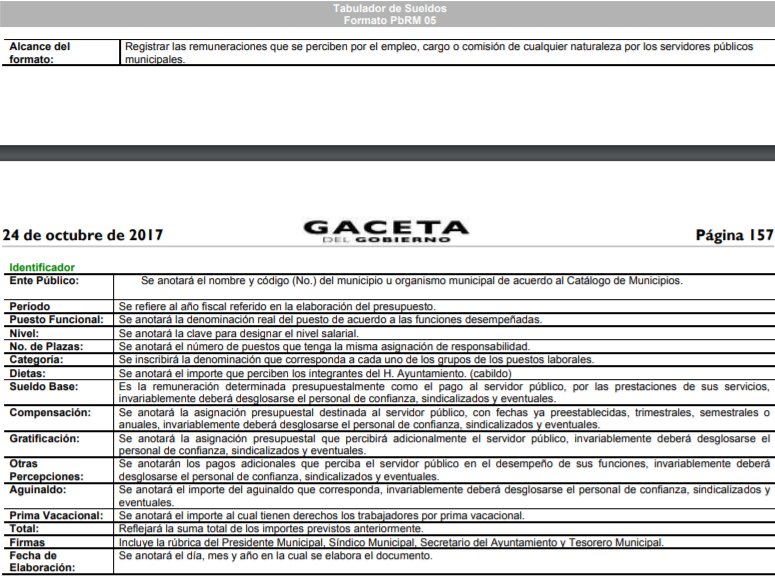 Tabulador de Sueldos
Formato PbRM 05
Alcance del formato: Registrar las remuneraciones que se perciben por el empleo, cargo o comisión de cualquier naturaleza por los servidores públicos
municipales.
24 de octubre de 2017 GACETA DEL GOBIERNO Página 157
Identificador
Ente Público: Se anotará el nombre y código (No.) del municipio u organismo municipal de acuerdo al Catálogo de Municipios.
Período Se refiere al año fiscal referido en la elaboración del presupuesto.
Puesto Funcional: Se anotará la denominación real del puesto de acuerdo a las funciones desempeñadas.
Nivel: Se anotará la clave para designar el nivel salarial.
No. de Plazas: Se anotará el número de puestos que tenga la misma asignación de responsabilidad.
Categoría: Se inscribirá la denominación que corresponda a cada uno de los grupos de los puestos laborales.
Dietas: Se anotará el importe que perciben los integrantes del H. Ayuntamiento. (cabildo)
Sueldo Base: Es la remuneración determinada presupuestalmente como el pago al servidor público, por las prestaciones de sus servicios,
invariablemente deberá desglosarse el personal de confianza, sindicalizados y eventuales.
Compensación: Se anotará la asignación presupuestal destinada al servidor público, con fechas ya preestablecidas, trimestrales, semestrales o
anuales, invariablemente deberá desglosarse el personal de confianza, sindicalizados y eventuales.
Gratificación: Se anotará la asignación presupuestal que percibirá adicionalmente el servidor público, invariablemente deberá desglosarse el
personal de confianza, sindicalizados y eventuales.
Otras Percepciones: Se anotarán los pagos adicionales que perciba el servidor público en el desempeño de sus funciones, invariablemente deberá
desglosarse el personal de confianza, sindicalizados y eventuales.
Aguinaldo: Se anotará el importe del aguinaldo que corresponda, invariablemente deberá desglosarse el personal de confianza, sindicalizados y
eventuales.
Prima Vacacional: Se anotará el importe al cual tienen derechos los trabajadores por prima vacacional.
Total: Reflejará la suma total de los importes previstos anteriormente.
Firmas Incluye la rúbrica del Presidente Municipal, Síndico Municipal, Secretario del Ayuntamiento y Tesorero Municipal.
Fecha de Elaboración: Se anotará el día, mes y año en la cual se elabora el documento.